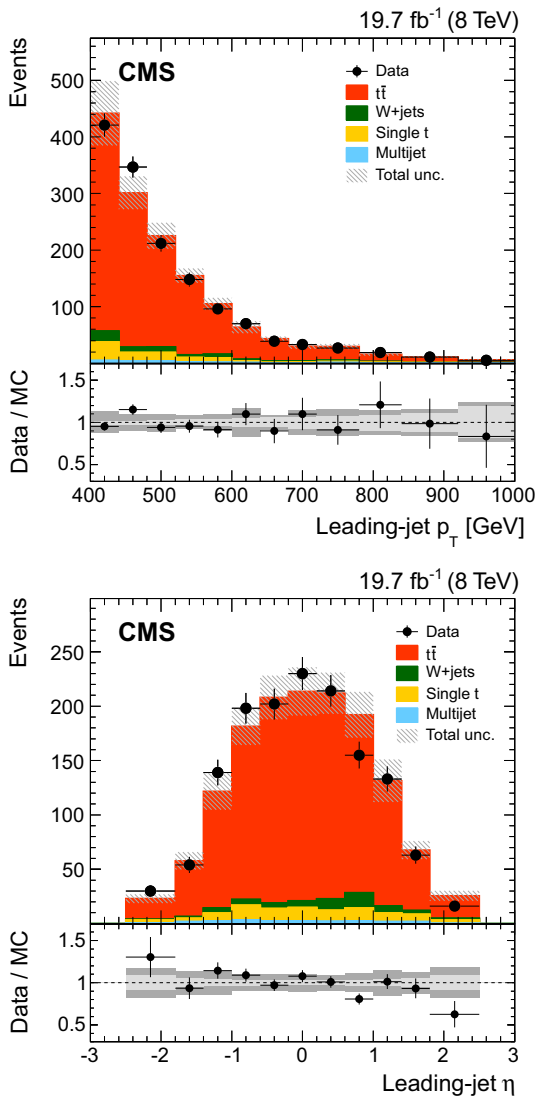 19.7 fb⁻¹ (8 TeV)
Events
CMS
Data
tt̄
W+jets
Single t
Multijet
Total unc.
500
400
300
200
100
Data / MC
1.5
1
0.5
400 500 600 700 800 900 1000
Leading-jet p_T [GeV]
19.7 fb⁻¹ (8 TeV)
Events
CMS
Data
tt̄
W+jets
Single t
Multijet
Total unc.
250
200
150
100
50
Data / MC
1.5
1
0.5
-3 -2 -1 0 1 2 3
Leading-jet η